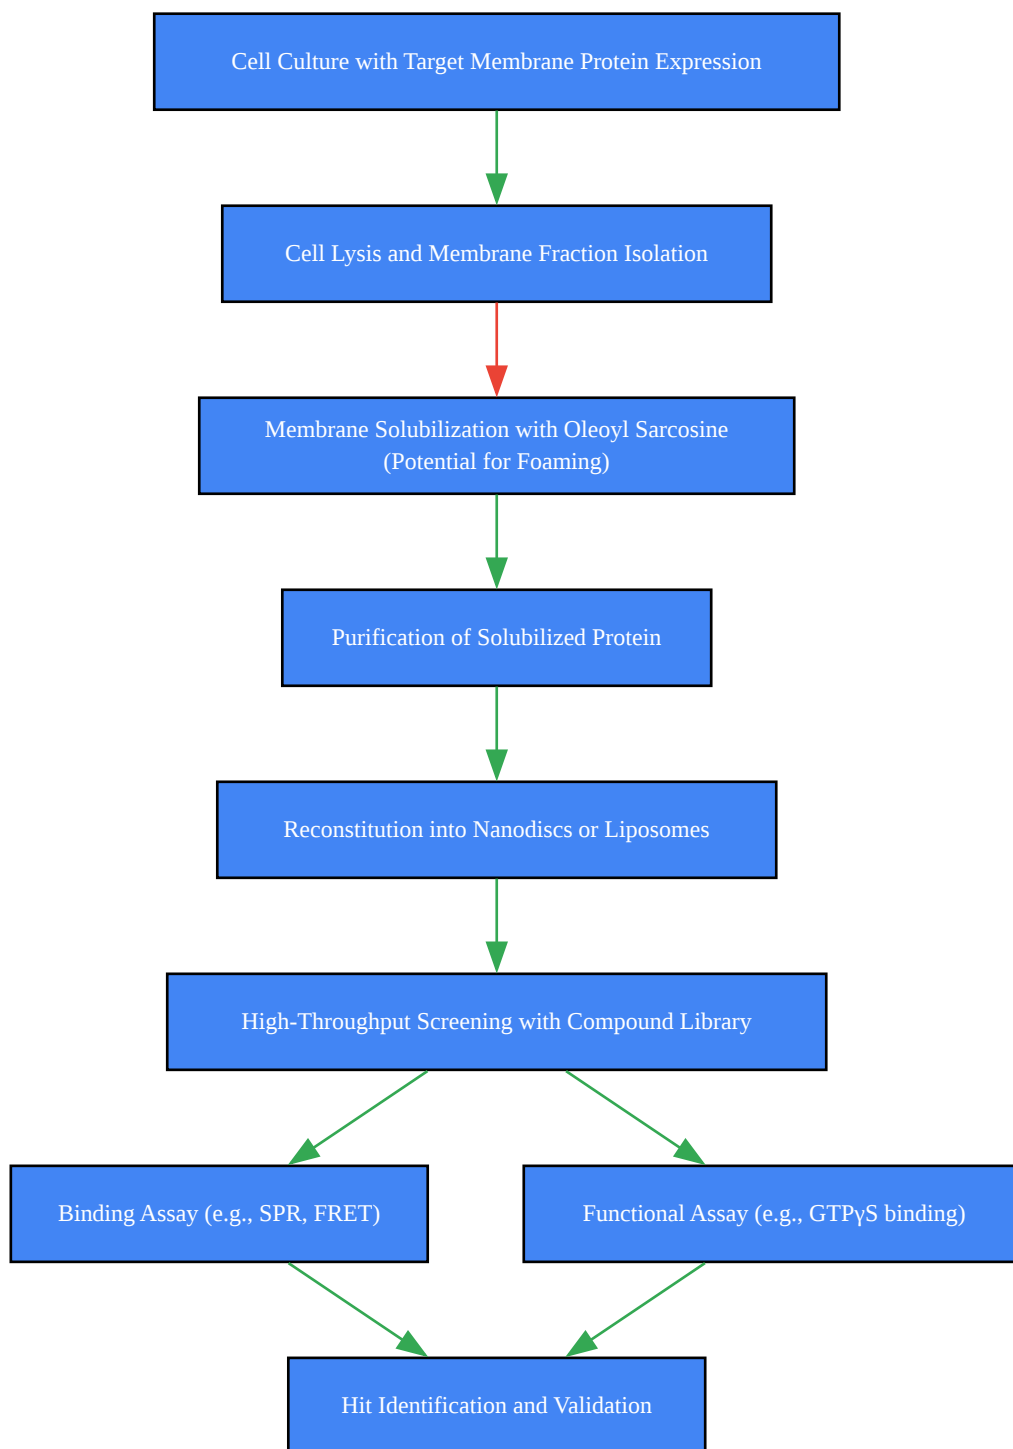 Cell Culture with Target Membrane Protein Expression
Cell Lysis and Membrane Fraction Isolation
Membrane Solubilization with Oleoyl Sarcosine
(Potential for Foaming)
Purification of Solubilized Protein
Reconstitution into Nanodiscs or Liposomes
High-Throughput Screening with Compound Library
Binding Assay (e.g., SPR, FRET)
Functional Assay (e.g., GTPγS binding)
Hit Identification and Validation